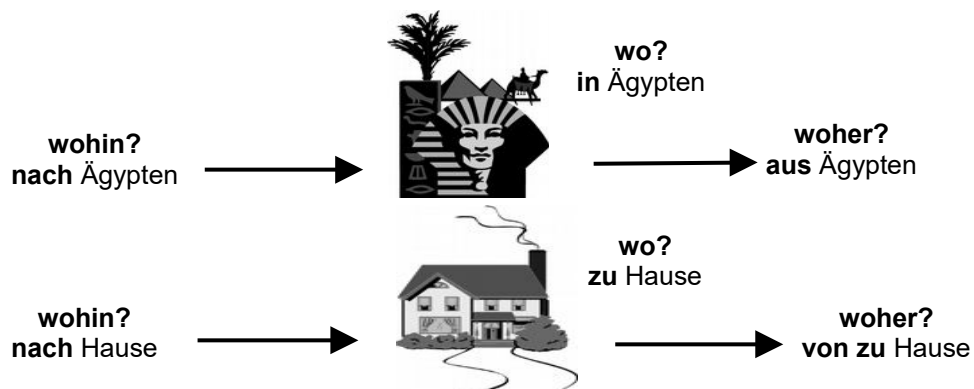 wo?
in Ägypten
wohin?
nach Ägypten
woher?
aus Ägypten
wo?
zu Hause
wohin?
nach Hause
woher?
von zu Hause